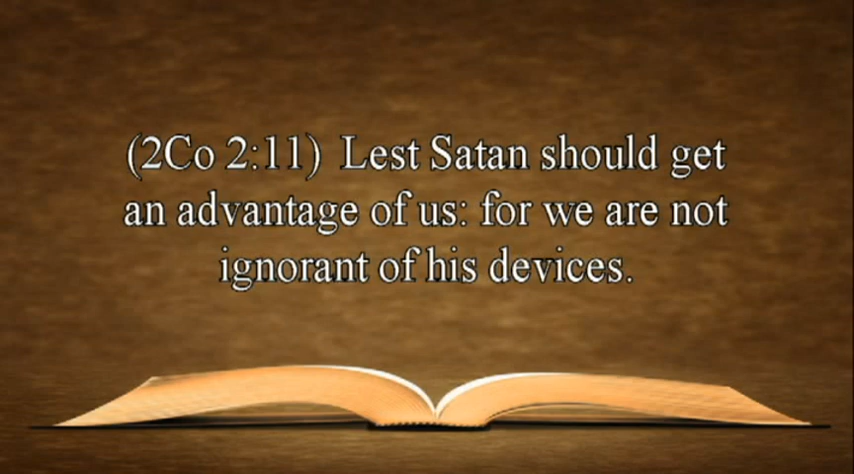 (2Co 2:11)  Lest Satan should get
an advantage of us: for we are not
ignorant of his devices.